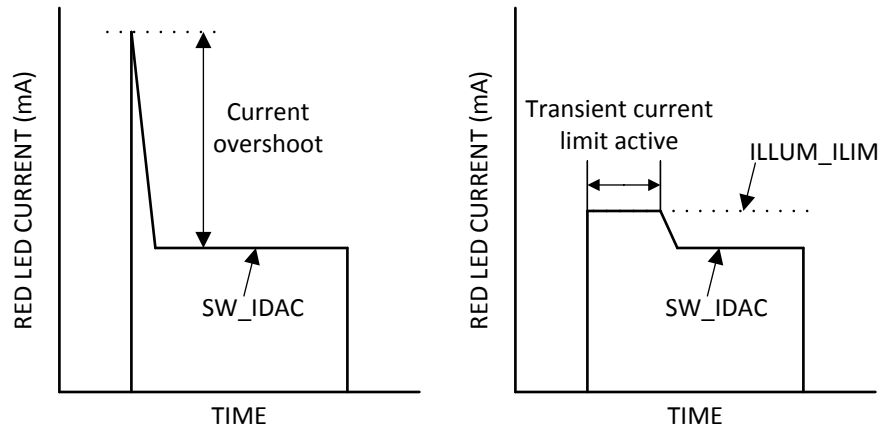 RED LED CURRENT (mA)
Current
overshoot
SW_IDAC
TIME
RED LED CURRENT (mA)
Transient current
limit active
ILLUM_ILIM
SW_IDAC
TIME